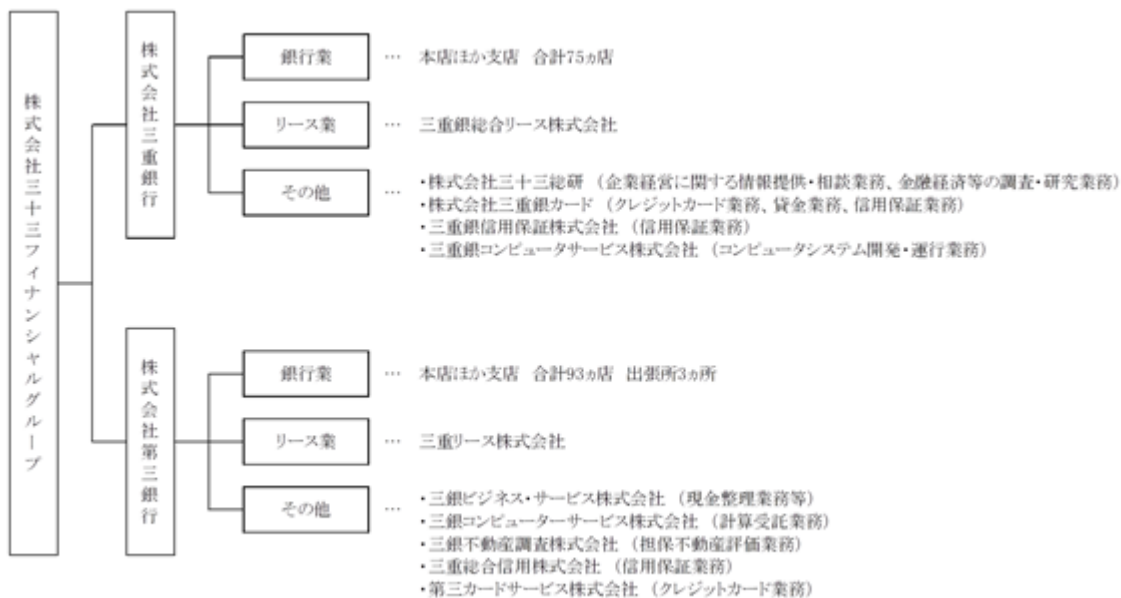 株式会社三十三フィナンシャルグループ
株式会社三重銀行
銀行業 … 本店ほか支店 合計75ヵ店
リース業 … 三重銀総合リース株式会社
その他 … ・株式会社三十三総研 （企業経営に関する情報提供・相談業務、金融経済等の調査・研究業務）
・株式会社三重銀カード （クレジットカード業務、貸金業務、信用保証業務）
・三重銀信用保証株式会社 （信用保証業務）
・三重銀コンピュータサービス株式会社 （コンピュータシステム開発・運行業務）
株式会社第三銀行
銀行業 … 本店ほか支店 合計93ヵ店 出張所3ヵ所
リース業 … 三重リース株式会社
その他 … ・三銀ビジネス・サービス株式会社 （現金整理業務等）
・三銀コンピューターサービス株式会社 （計算受託業務）
・三銀不動産調査株式会社 （担保不動産評価業務）
・三重総合信用株式会社 （信用保証業務）
・第三カードサービス株式会社 （クレジットカード業務）